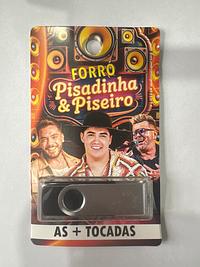 FORRÓ
Pisadinha
& Piseiro
AS + TOCADAS